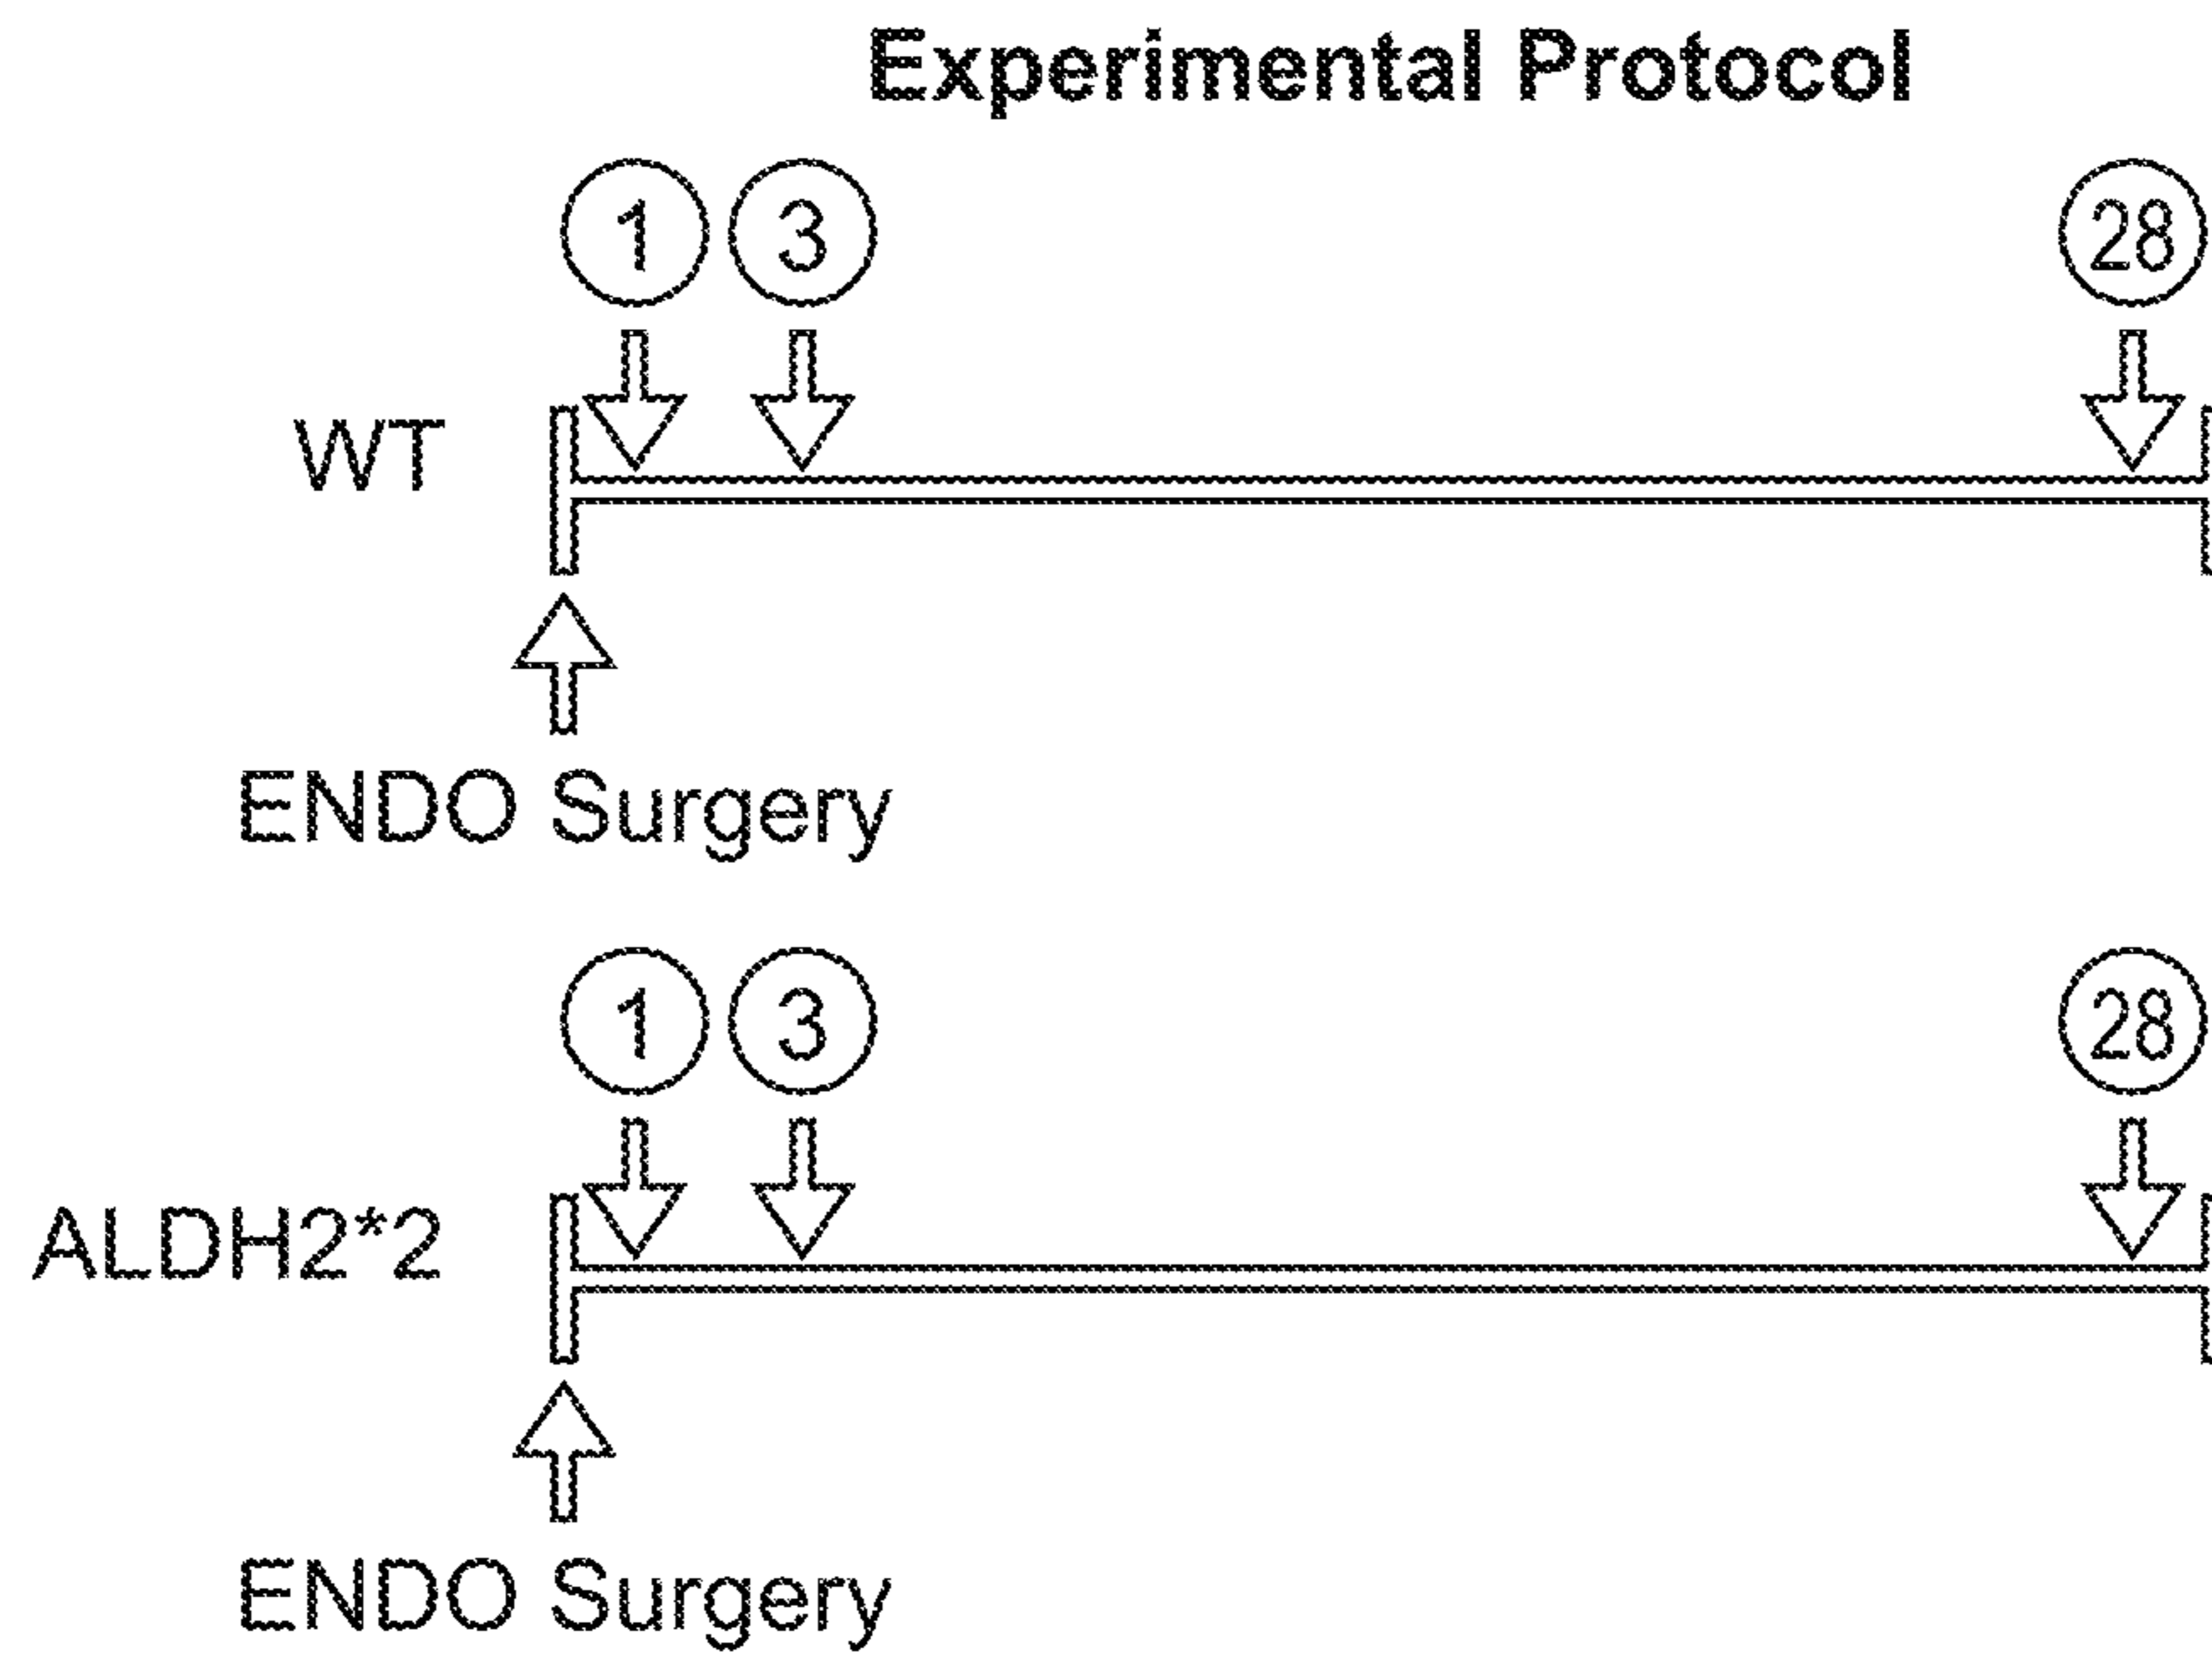 Experimental Protocol
1 3 28
WT
ENDO Surgery
1 3 28
ALDH2*2
ENDO Surgery